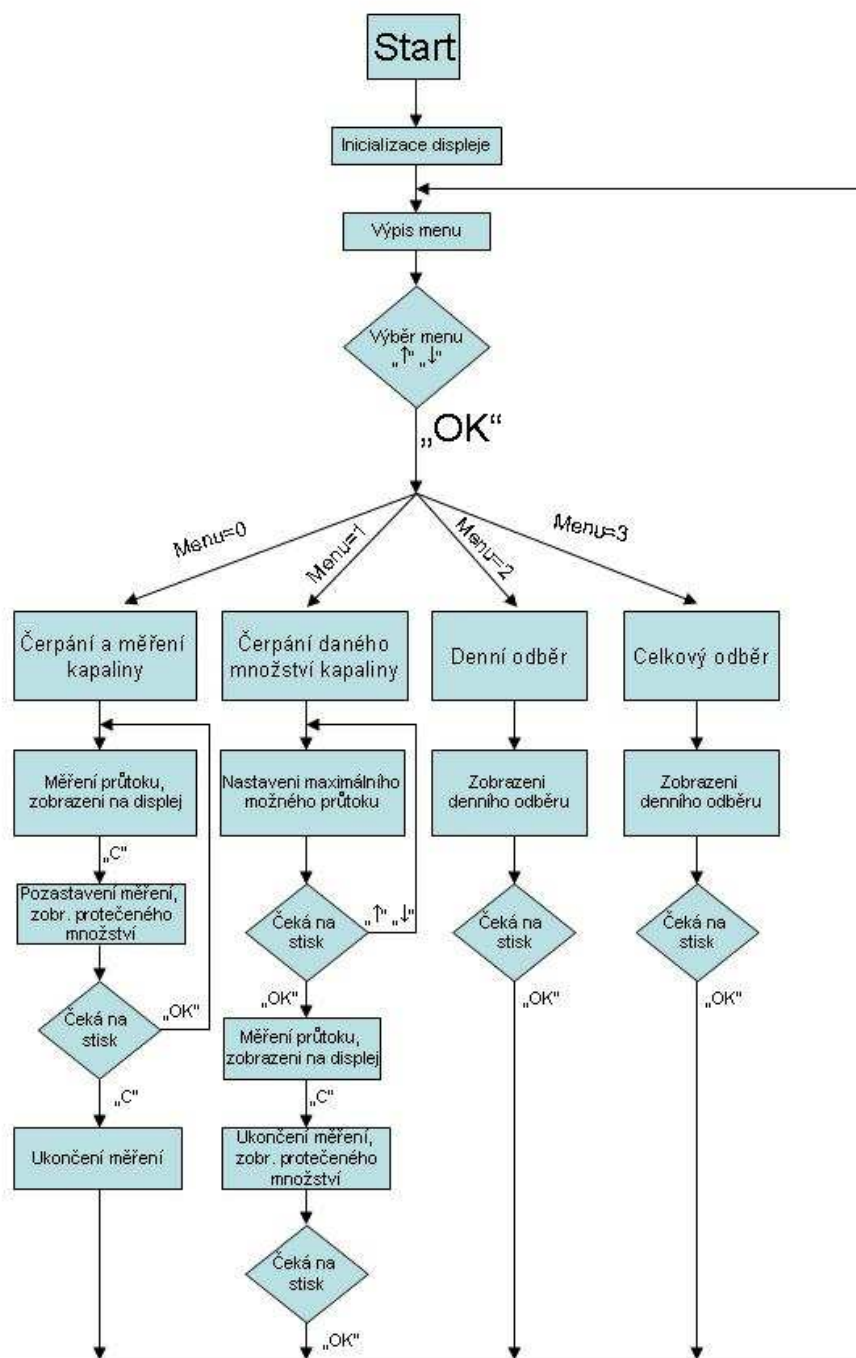 Start
Inicializace displeje
Výpis menu
Výběr menu
„↑" „↓"
„OK“
Menu=0
Menu=1
Menu=2
Menu=3
Čerpání a měření
kapaliny
Čerpání daného
množství kapaliny
Denní odběr
Celkový odběr
Měření průtoku,
zobrazeni na displej
Nastaveni maximálního
možného průtoku
Zobrazeni
denního odběru
Zobrazeni
denního odběru
„C"
Pozastavení měření,
zobr. protečeného
množství
Čeká na
stisk
„↑" „↓"
Čeká na
stisk
Čeká na
stisk
„OK"
„OK"
„OK"
Čeká na
stisk
„OK"
Měření průtoku,
zobrazeni na displej
„C"
„C"
Ukončení měření
Ukončení měření,
zobr. protečeného
množství
Čeká na
stisk
„OK"